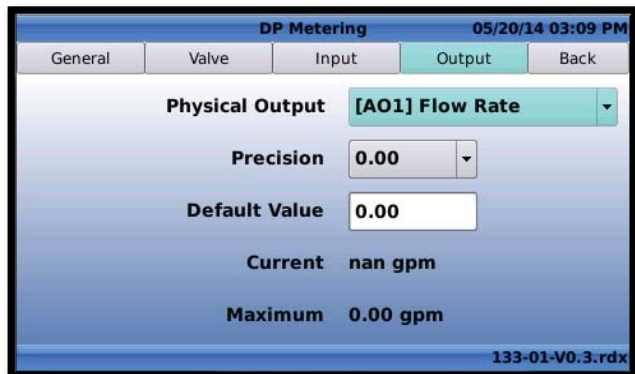 DP Metering 05/20/14 03:09 PM
General Valve Input Output Back
Physical Output [AO1] Flow Rate
Precision 0.00
Default Value 0.00
Current nan gpm
Maximum 0.00 gpm
133-01-V0.3.rdx